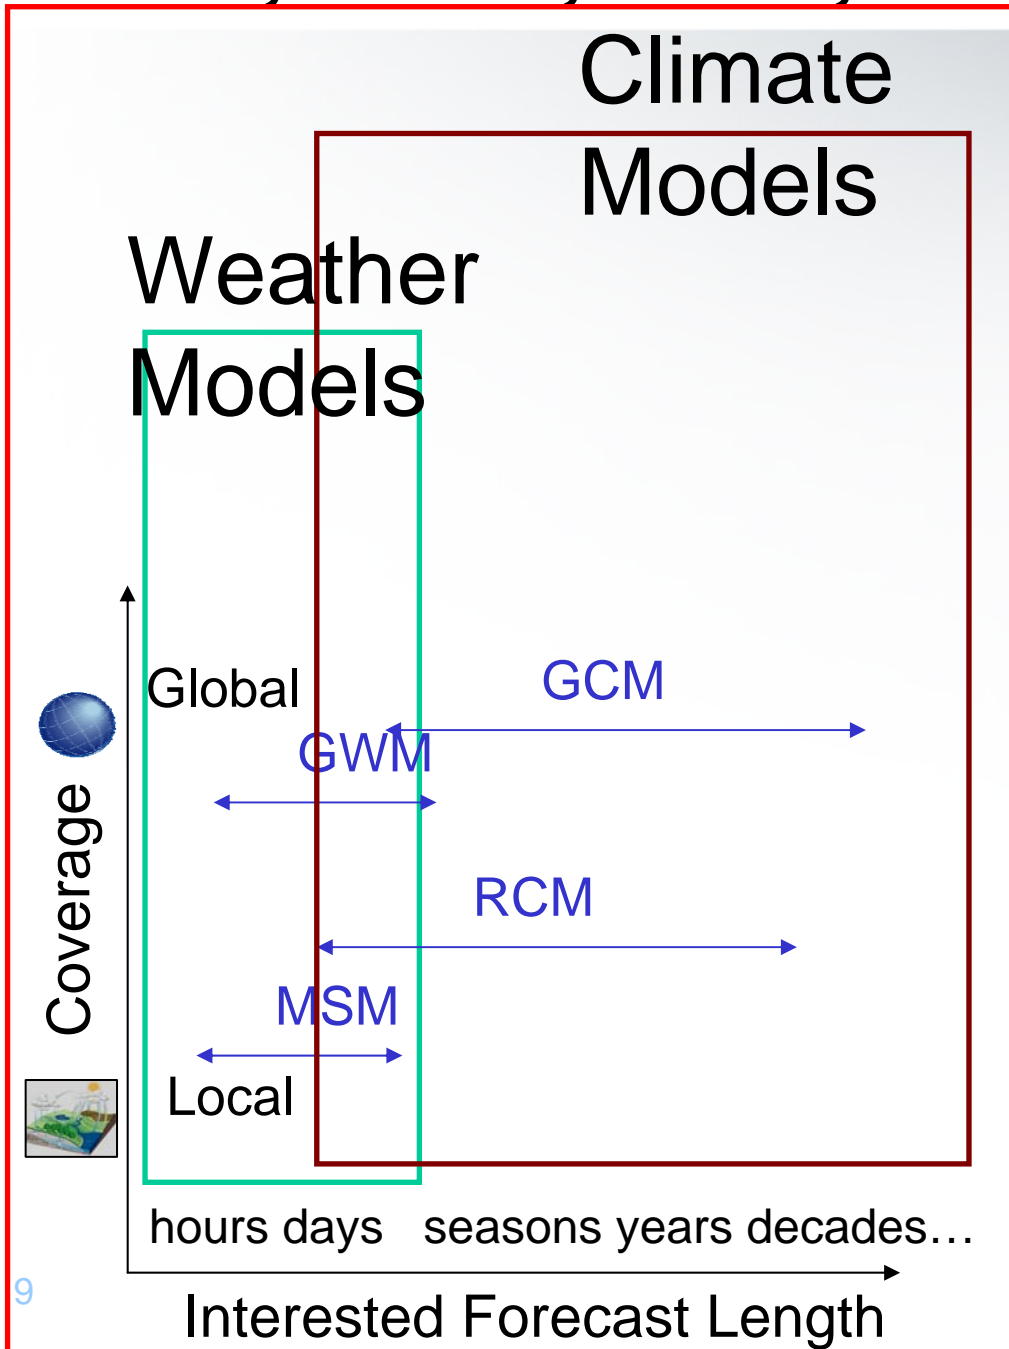 Climate
Models
Weather
Models
Global
GCM
GWM
Coverage
RCM
MSM
Local
hours days seasons years decades…
9
Interested Forecast Length